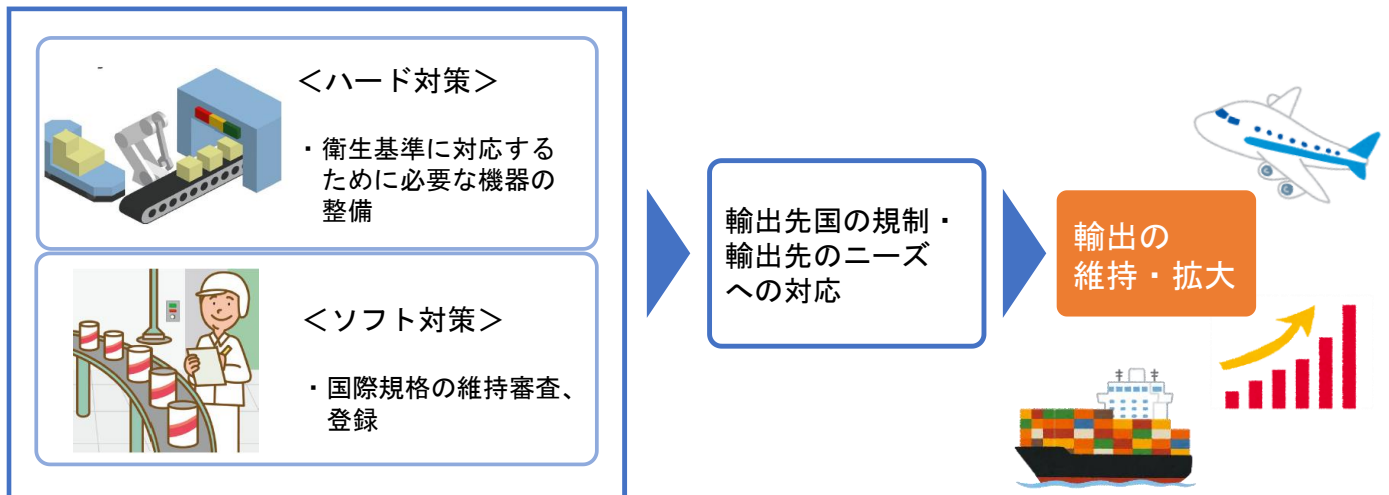 ＜ハード対策＞
・衛生基準に対応する
ために必要な機器の
整備
＜ソフト対策＞
・国際規格の維持審査、
登録
輸出先国の規制・
輸出先のニーズ
への対応
輸出の
維持・拡大